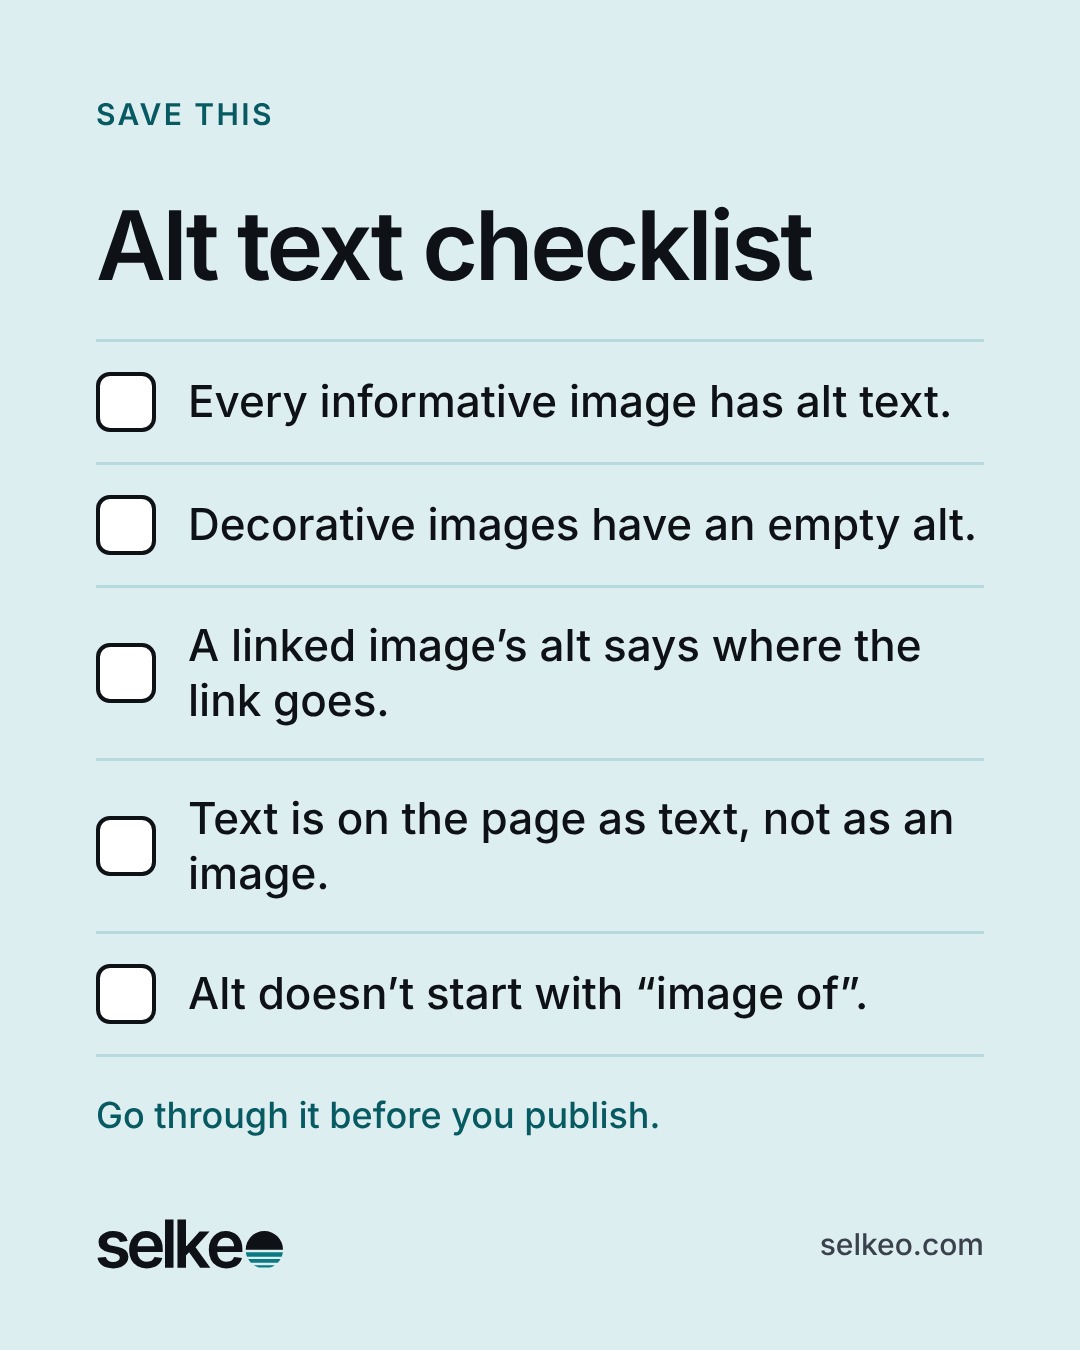 SAVE THIS
Alt text checklist
Every informative image has alt text.
Decorative images have an empty alt.
A linked image’s alt says where the
link goes.
Text is on the page as text, not as an
image.
Alt doesn’t start with “image of”.
Go through it before you publish.
selkeo
selkeo.com